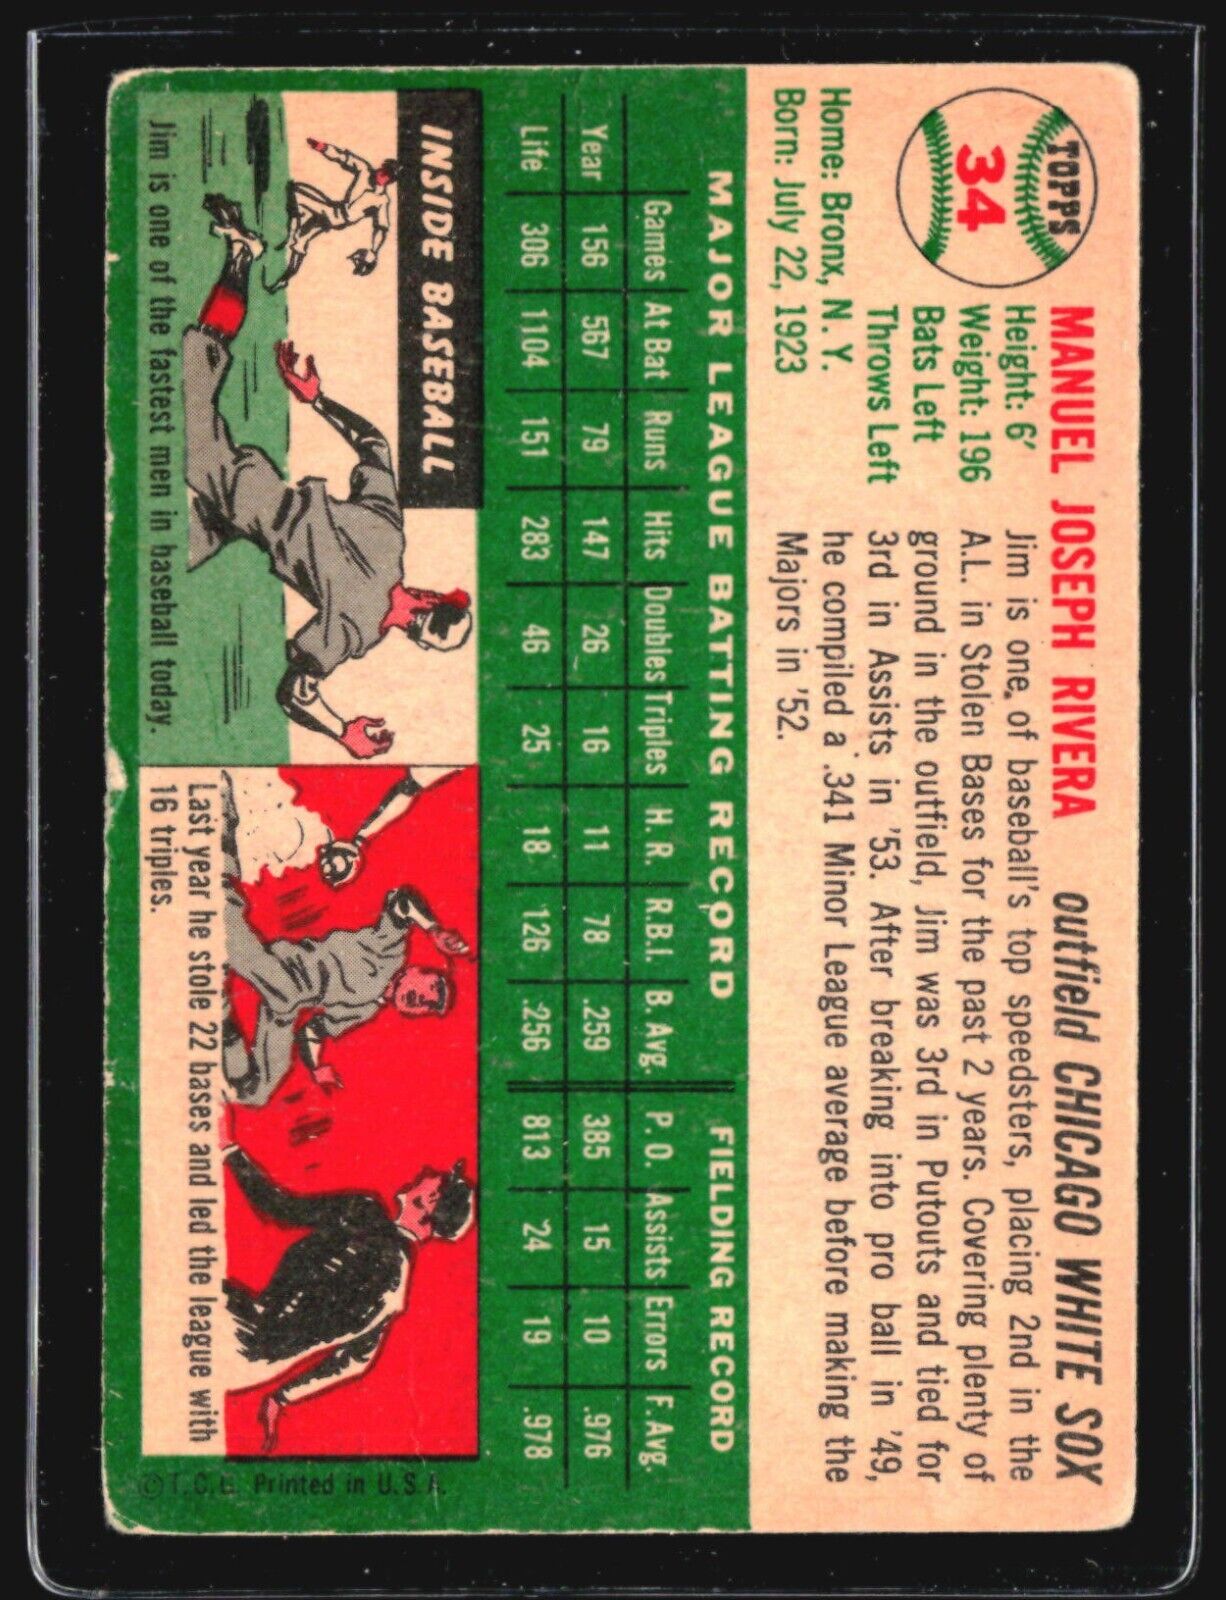 TOPPS
34
MANUEL JOSEPH RIVERA outfield CHICAGO WHITE SOX
Height: 6'
Weight: 196
Bats Left
Throws Left
Home: Bronx, N. Y.
Born: July 22, 1923
Jim is one of baseball's top speedsters, placing 2nd in the
A.L. in Stolen Bases for the past 2 years. Covering plenty of
ground in the outfield, Jim was 3rd in Putouts and tied for
3rd in Assists in '53. After breaking into pro ball in '49,
he compiled a .341 Minor League average before making the
Majors in '52.
MAJOR LEAGUE BATTING RECORD FIELDING RECORD
Games At Bat Runs Hits Doubles Triples H. R. R.B.I. B. Avg. P. O. Assists Errors F. Avg.
Year 156 567 79 147 26 16 11 78 .259 385 15 10 .976
Life 306 1104 151 283 46 25 18 126 .256 813 24 19 .978
INSIDE BASEBALL
Jim is one of the fastest men in baseball today.
Last year he stole 22 bases and led the league with
16 triples.
© T.C.G. Printed in U.S.A.